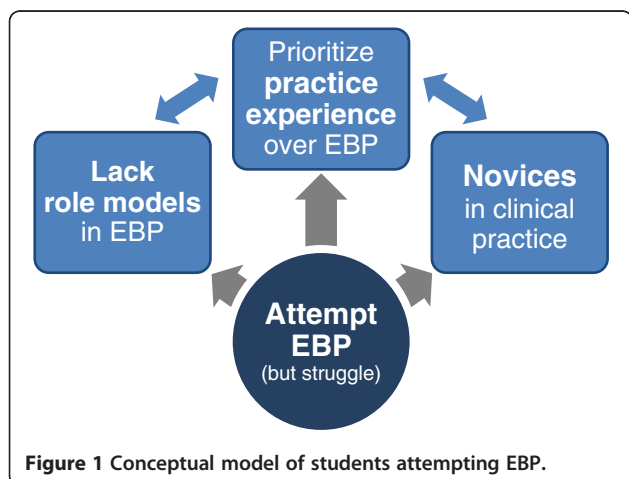 Prioritize
practice
experience
over EBP
Lack
role models
in EBP
Novices
in clinical
practice
Attempt
EBP
(but struggle)
Figure 1 Conceptual model of students attempting EBP.